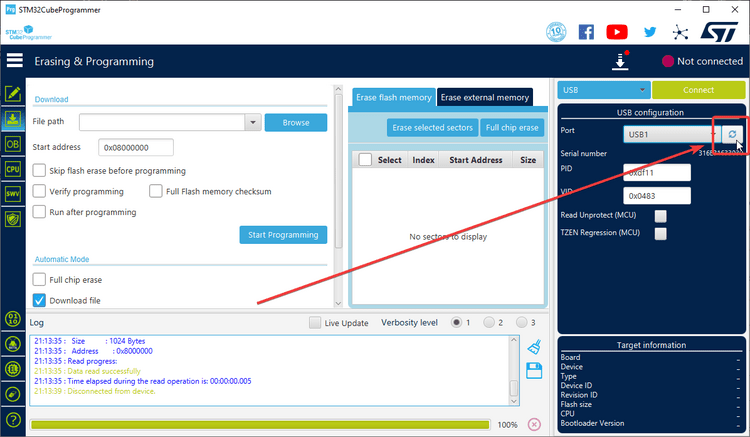 Prg STM32CubeProgrammer
STM32
CubeProgrammer
10
Erasing & Programming
Not connected
Download
File path
Browse
Start address
0x08000000
Skip flash erase before programming
Verify programming
Full Flash memory checksum
Run after programming
Start Programming
Automatic Mode
Full chip erase
Download file
OB
CPU
SWV
Erase flash memory
Erase external memory
Erase selected sectors
Full chip erase
Select Index Start Address Size
No sectors to display
USB
Connect
USB configuration
Port
USB1
Serial number
PID
0xdf11
VID
0x0483
Read Unprotect (MCU)
TZEN Regression (MCU)
Log
Live Update
Verbosity level
1
2
3
21:13:35 : Size : 1024 Bytes
21:13:35 : Address : 0x8000000
21:13:35 : Read progress:
21:13:35 : Data read successfully
21:13:35 : Time elapsed during the read operation is: 00:00:00.005
21:13:39 : Disconnected from device.
100%
Target information
Board -
Device -
Type -
Device ID -
Revision ID -
Flash size -
CPU -
Bootloader Version -